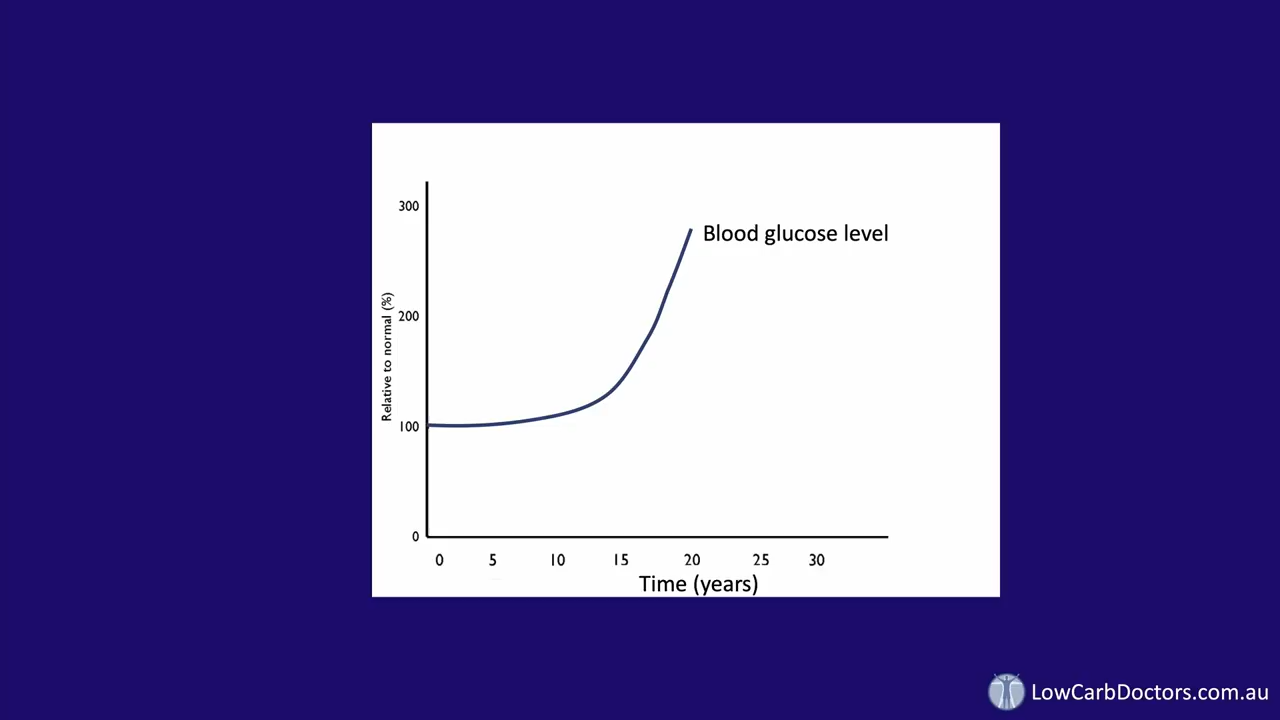 300
Blood glucose level
Relative to normal (%)
200
100
0
0 5 10 15 20 25 30
Time (years)
LowCarbDoctors.com.au